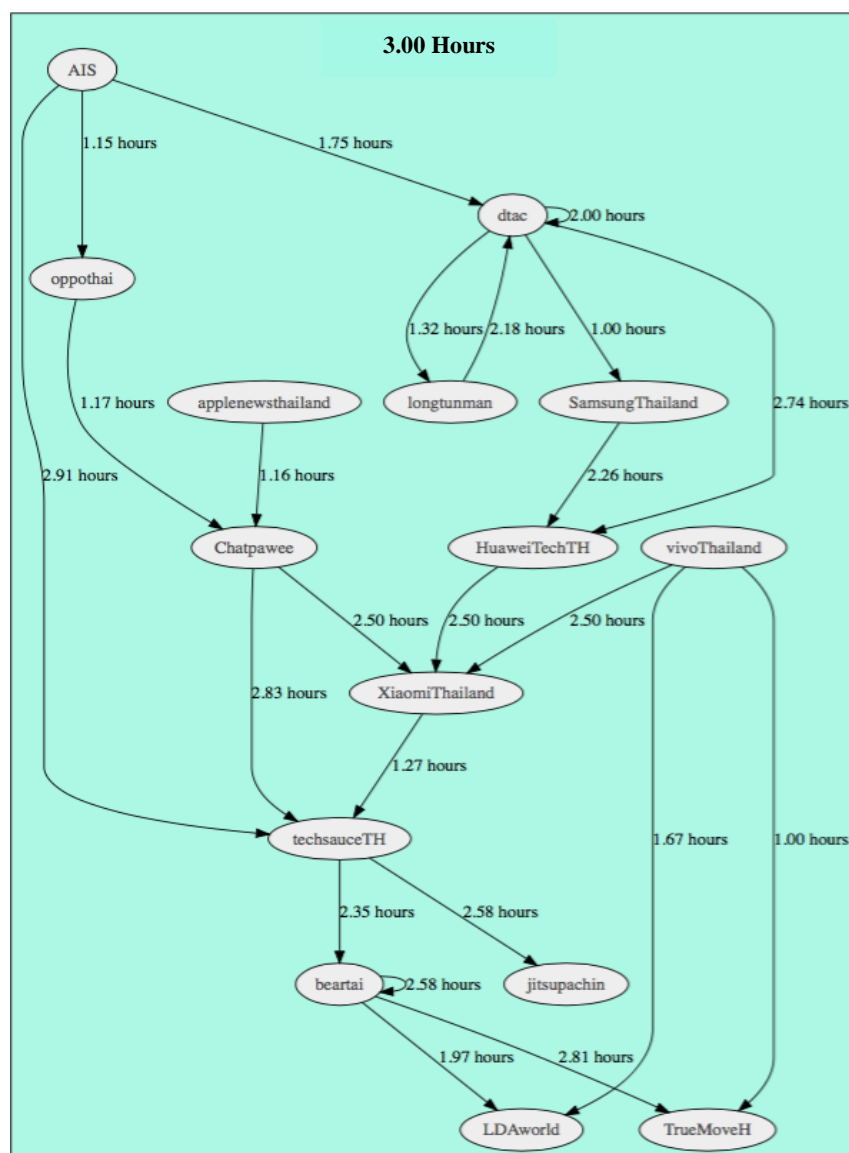 3.00 Hours
AIS
1.15 hours
1.75 hours
dtac
2.00 hours
oppothai
1.32 hours
2.18 hours
1.00 hours
1.17 hours
applenewsthailand
longtunman
SamsungThailand
2.74 hours
2.91 hours
1.16 hours
2.26 hours
Chatpawee
HuaweiTechTH
vivoThailand
2.50 hours
2.50 hours
2.50 hours
2.83 hours
XiaomiThailand
1.27 hours
techsauceTH
1.67 hours
1.00 hours
2.35 hours
2.58 hours
beartai
2.58 hours
jitsupachin
1.97 hours
2.81 hours
LDAworld
TrueMoveH